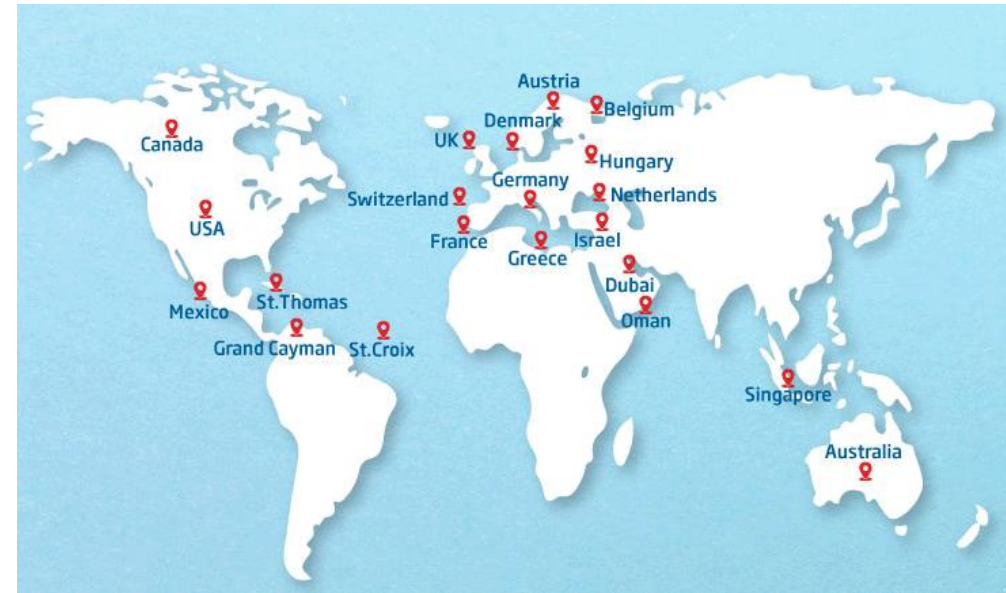 Austria
Belgium
Denmark
UK
Canada
Hungary
Germany
Netherlands
Switzerland
USA
France
Israel
Greece
Dubai
St.Thomas
Mexico
Oman
Grand Cayman
St.Croix
Singapore
Australia